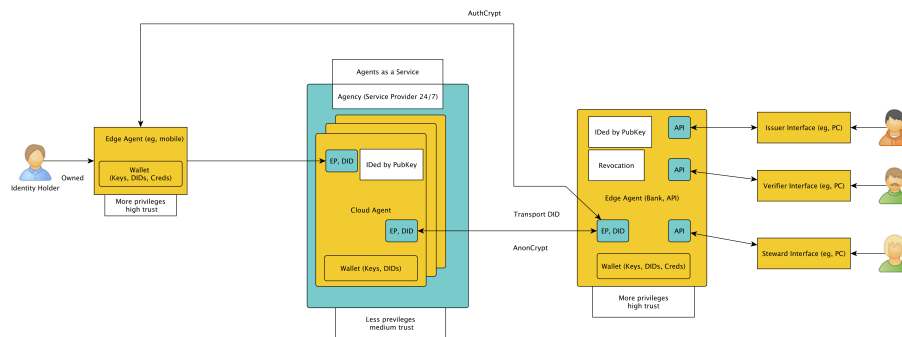 AuthCrypt
Agents as a Service
Agency (Service Provider 24/7)
Edge Agent (eg, mobile)
Wallet
(Keys, DIDs, Creds)
More privileges
high trust
Owned
Identity Holder
EP, DID
IDed by PubKey
Cloud Agent
EP, DID
Wallet (Keys, DIDs)
Less previleges
medium trust
Transport DID
AnonCrypt
IDed by PubKey
API
Revocation
API
Edge Agent (Bank, API)
EP, DID
API
Wallet (Keys, DIDs, Creds)
More privileges
high trust
Issuer Interface (eg, PC)
Verifier Interface (eg, PC)
Steward Interface (eg, PC)